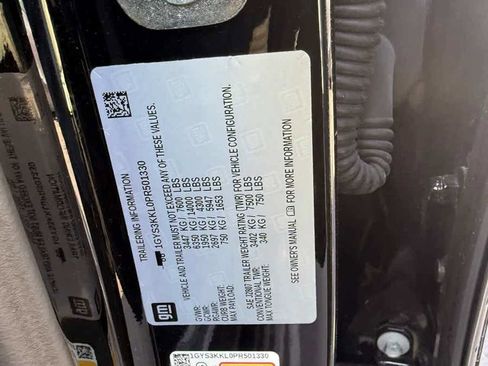 TRAILERING INFORMATION
1GYS3KKL0PR501330
VEHICLE AND TRAILER MUST NOT EXCEED ANY OF THESE VALUES.
GVWR: 3447 KG / 7600 LBS
GCWR: 6350 KG / 14000 LBS
RGAWR: 1950 KG / 4300 LBS
CURB WEIGHT: 2697 KG / 5947 LBS
MAX PAYLOAD: 750 KG / 1653 LBS
SAE J2807 TRAILER WEIGHT RATING (TWR) FOR VEHICLE CONFIGURATION.
CONVENTIONAL TWR: 3402 KG / 7500 LBS
MAX TONGUE WEIGHT: 340 KG / 750 LBS
SEE OWNER'S MANUAL FOR MORE INFORMATION.
gm
1GYS3KKL0PR501330